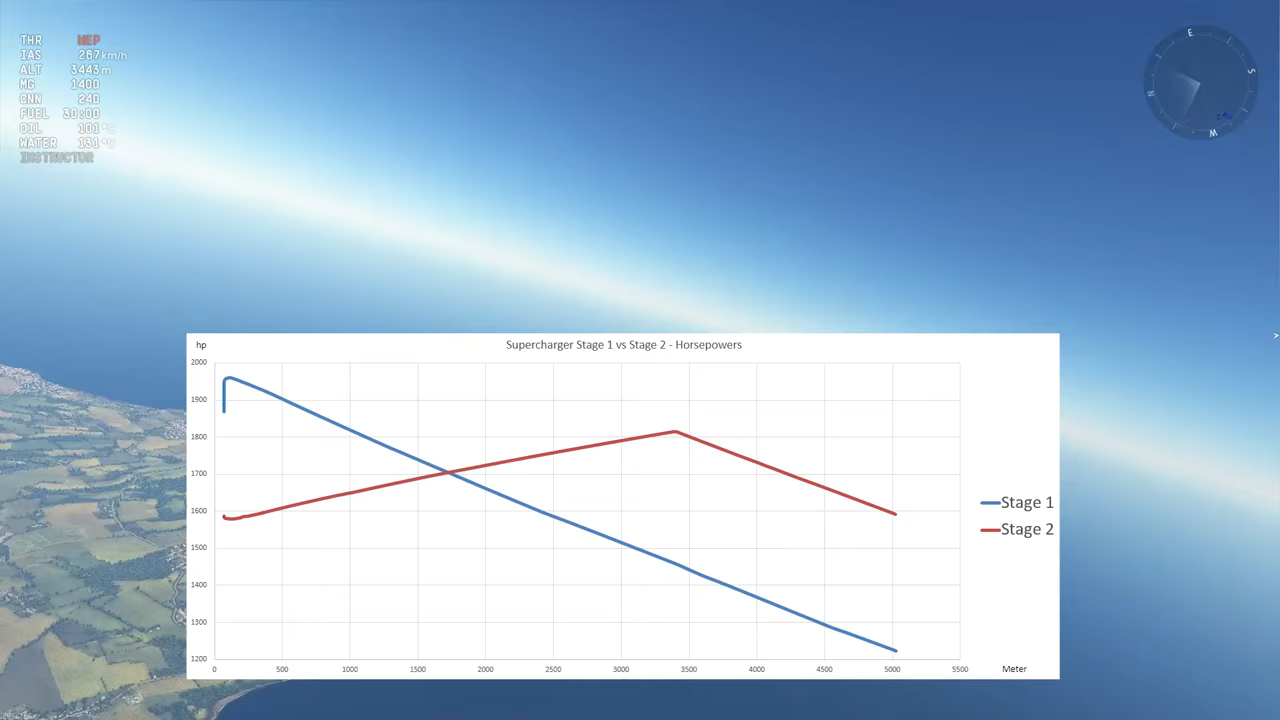 THR WEP
IAS 267 km/h
ALT 3443 m
MG 1400
CNN 240
FUEL 30:00
OIL 101°C
WATER 131°C
INSTRUCTOR
E
S
N
W
hp
Supercharger Stage 1 vs Stage 2 - Horsepowers
2000
1900
1800
1700
1600
1500
1400
1300
1200
0 500 1000 1500 2000 2500 3000 3500 4000 4500 5000 5500 Meter
Stage 1
Stage 2